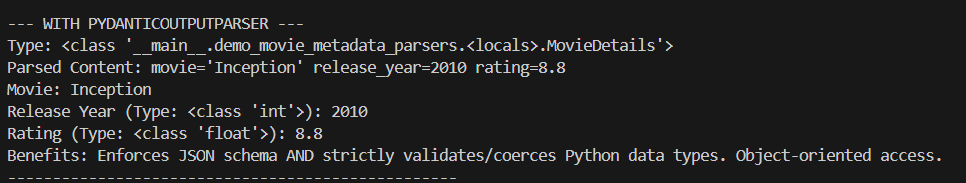 --- WITH PYDANTICOUTPUTPARSER ---
Type: <class '__main__.demo_movie_metadata_parsers.<locals>.MovieDetails'>
Parsed Content: movie='Inception' release_year=2010 rating=8.8
Movie: Inception
Release Year (Type: <class 'int'>): 2010
Rating (Type: <class 'float'>): 8.8
Benefits: Enforces JSON schema AND strictly validates/coerces Python data types. Object-oriented access.
--------------------------------------------------